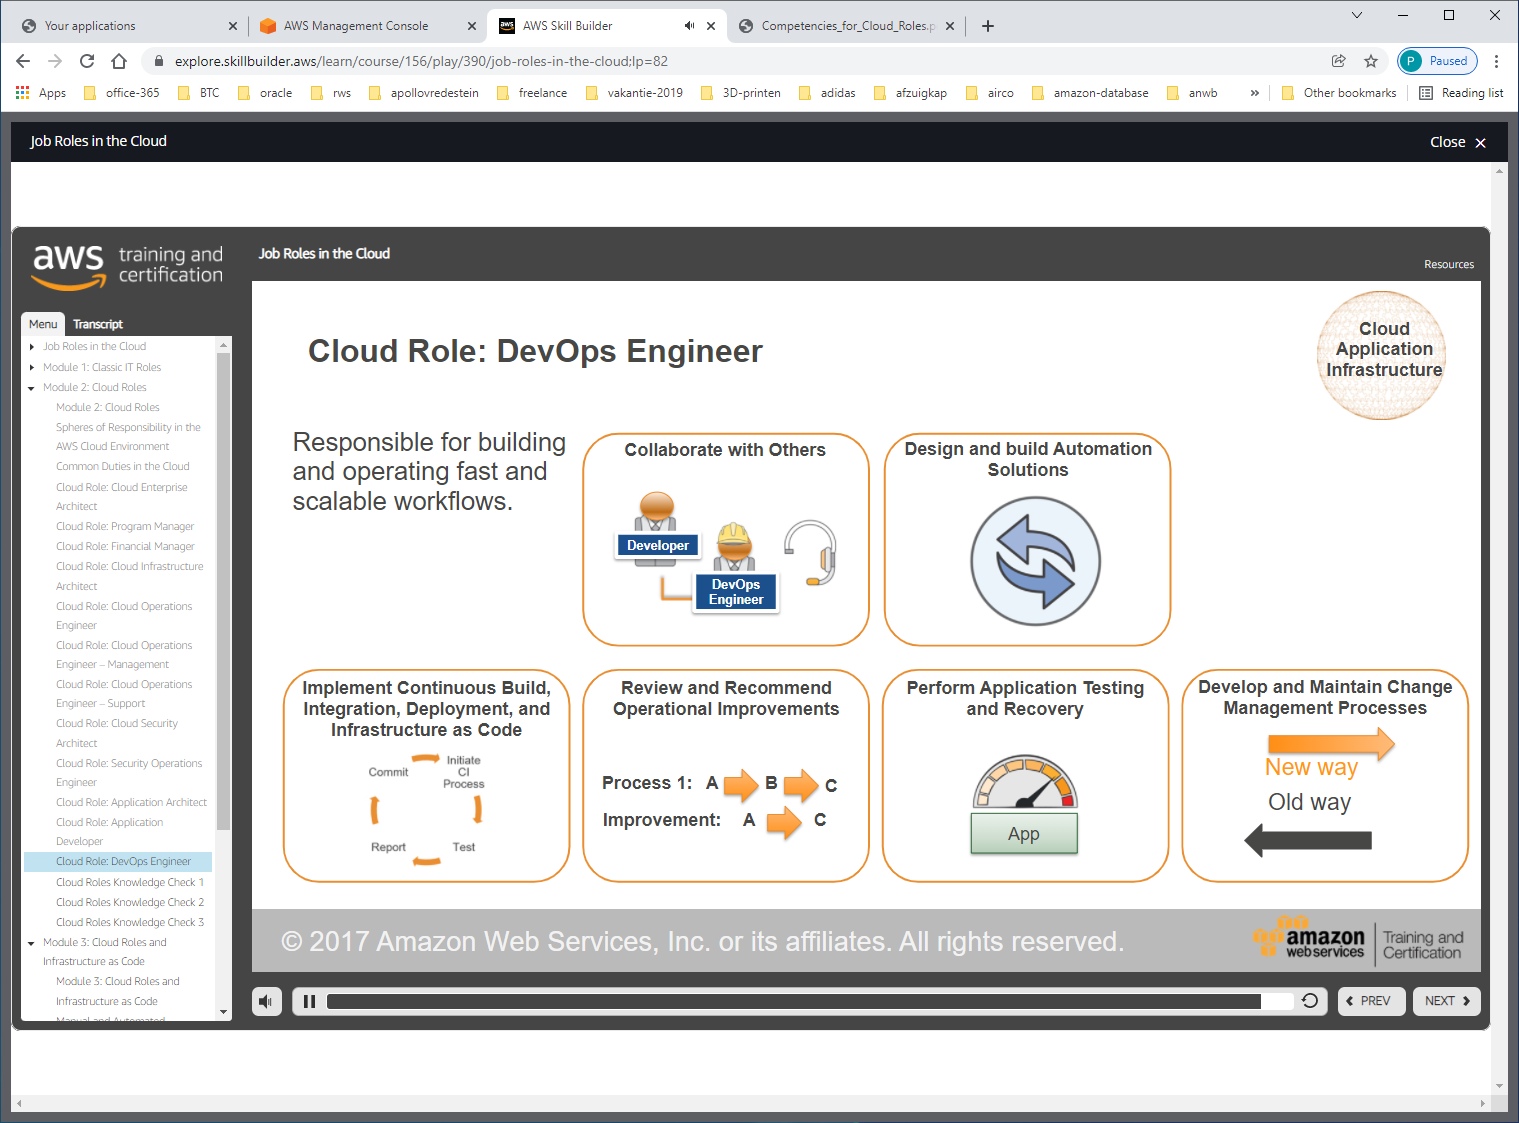 Your applications
AWS Management Console
AWS Skill Builder
Competencies_for_Cloud_Roles.p
explore.skillbuilder.aws/learn/course/156/play/390/job-roles-in-the-cloud;lp=82
P Paused
Apps office-365 BTC oracle rws apollovredestein freelance vakantie-2019 3D-printen adidas afzuigkap airco amazon-database anwb » Other bookmarks Reading list
Job Roles in the Cloud
Close
aws training and
certification
Job Roles in the Cloud
Resources
Menu Transcript
Job Roles in the Cloud
Module 1: Classic IT Roles
Module 2: Cloud Roles
Module 2: Cloud Roles
Spheres of Responsibility in the
AWS Cloud Environment
Common Duties in the Cloud
Cloud Role: Cloud Enterprise
Architect
Cloud Role: Program Manager
Cloud Role: Financial Manager
Cloud Role: Cloud Infrastructure
Architect
Cloud Role: Cloud Operations
Engineer
Cloud Role: Cloud Operations
Engineer – Management
Cloud Role: Cloud Operations
Engineer – Support
Cloud Role: Cloud Security
Architect
Cloud Role: Security Operations
Engineer
Cloud Role: Application Architect
Cloud Role: Application
Developer
Cloud Role: DevOps Engineer
Cloud Roles Knowledge Check 1
Cloud Roles Knowledge Check 2
Cloud Roles Knowledge Check 3
Module 3: Cloud Roles and
Infrastructure as Code
Module 3: Cloud Roles and
Infrastructure as Code
Manual and Automated
Cloud Role: DevOps Engineer
Cloud
Application
Infrastructure
Responsible for building
and operating fast and
scalable workflows.
Collaborate with Others
Developer
DevOps
Engineer
Design and build Automation
Solutions
Implement Continuous Build,
Integration, Deployment, and
Infrastructure as Code
Commit
Initiate
CI
Process
Report
Test
Review and Recommend
Operational Improvements
Process 1: A B C
Improvement: A C
Perform Application Testing
and Recovery
App
Develop and Maintain Change
Management Processes
New way
Old way
© 2017 Amazon Web Services, Inc. or its affiliates. All rights reserved.
amazon
webservices
Training and
Certification
PREV
NEXT